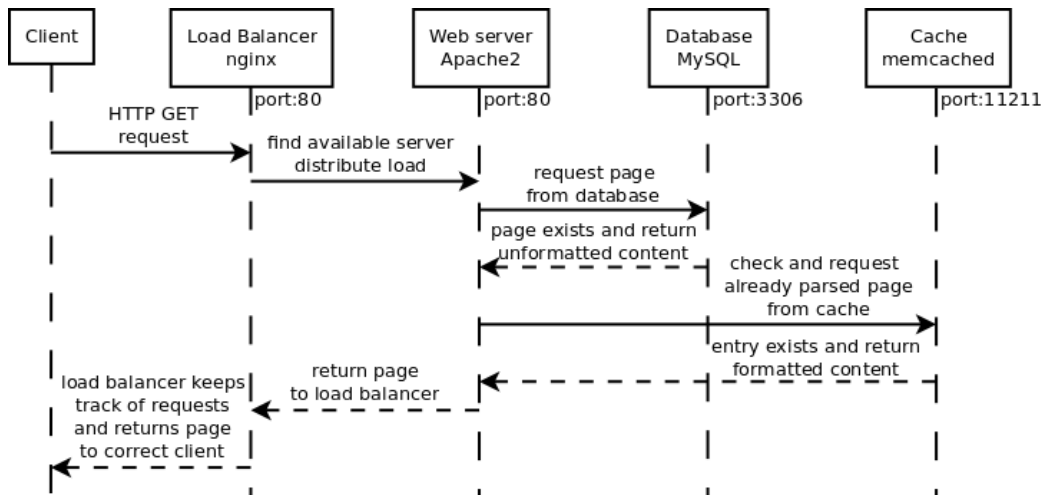 Client
Load Balancer
nginx
Web server
Apache2
Database
MySQL
Cache
memcached
port:80
port:80
port:3306
port:11211
HTTP GET
request
find available server
distribute load
request page
from database
page exists and return
unformatted content
check and request
already parsed page
from cache
entry exists and return
formatted content
return page
to load balancer
load balancer keeps
track of requests
and returns page
to correct client